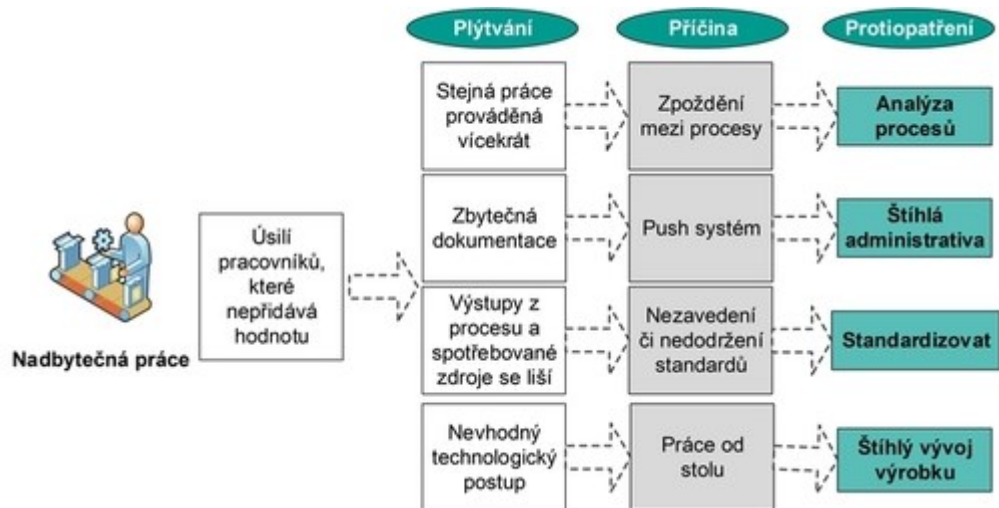 Plýtvání
Příčina
Protiopatření
Stejná práce
prováděná
vícekrát
Zpoždění
mezi procesy
Analýza
procesů
Zbytečná
dokumentace
Push systém
Štíhlá
administrativa
Úsilí
pracovníků,
které
nepřidává
hodnotu
Nadbytečná práce
Výstupy z
procesu a
spotřebované
zdroje se liší
Nezavedení
či nedodržení
standardů
Standardizovat
Nevhodný
technologický
postup
Práce od
stolu
Štíhlý vývoj
výrobku